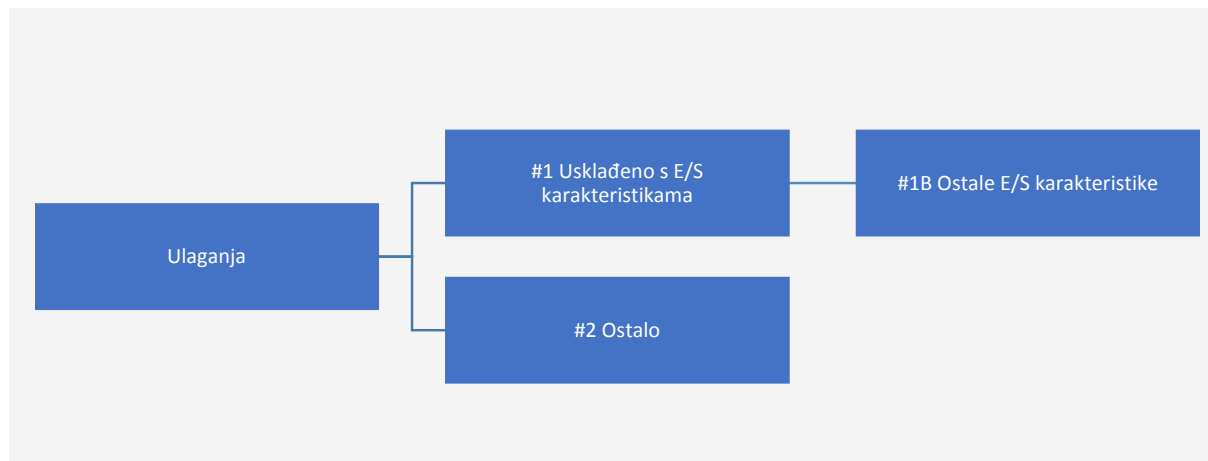 #1 Usklađeno s E/S
karakteristikama
#1B Ostale E/S karakteristike
Ulaganja
#2 Ostalo